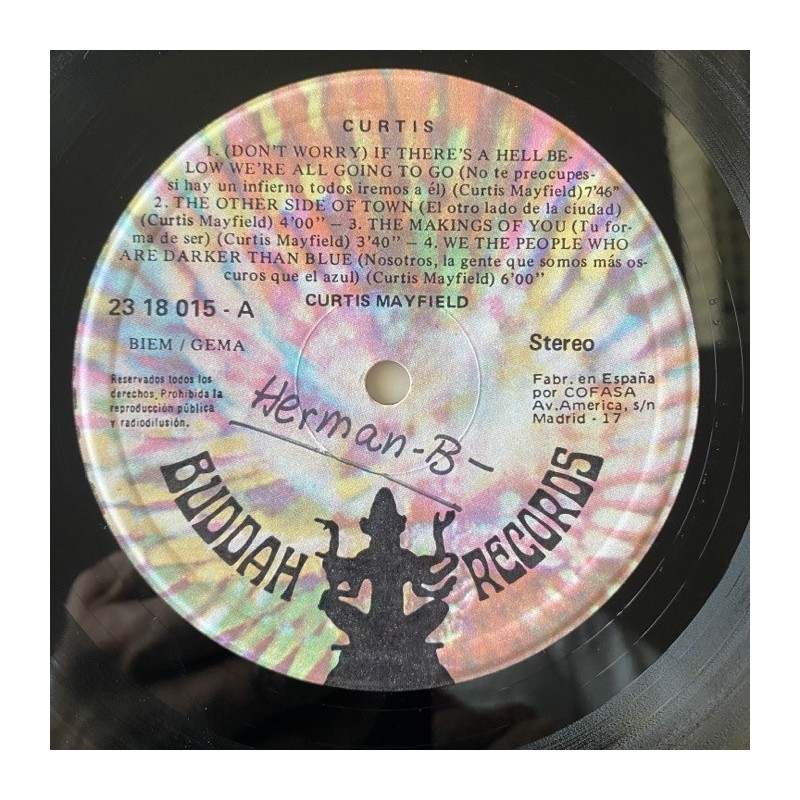 CURTIS
1. (DON'T WORRY) IF THERE'S A HELL BE-
LOW WE'RE ALL GOING TO GO (No te preocupes-
si hay un infierno todos iremos a él) (Curtis Mayfield) 7'46"
2. THE OTHER SIDE OF TOWN (El otro lado de la ciudad)
(Curtis Mayfield) 4'00" – 3. THE MAKINGS OF YOU (Tu for-
ma de ser) (Curtis Mayfield) 3'40" – 4. WE THE PEOPLE WHO
ARE DARKER THAN BLUE (Nosotros, la gente que somos más os-
curos que el azul) (Curtis Mayfield) 6'00"
CURTIS MAYFIELD
23 18 015 - A
BIEM / GEMA
Stereo
Reservados todos los
derechos. Prohibida la
reproducción pública
y radiodifusión.
Fabr. en España
por COFASA
Av. America, s/n
Madrid - 17
Herman-B-
BUDDAH RECORDS